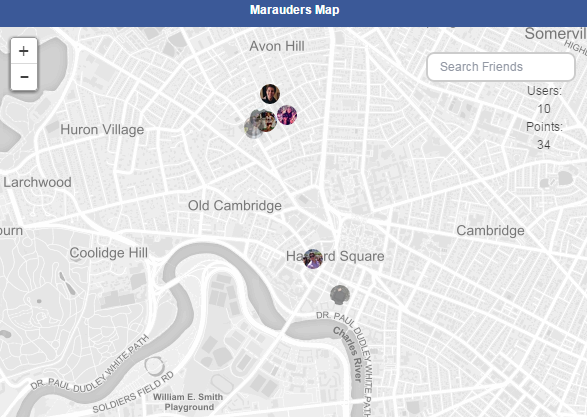 Marauders Map
Somervil
Avon Hill
+
-
Search Friends
Users:
10
Points:
34
Huron Village
Larchwood
Old Cambridge
Cambridge
Coolidge Hill
Square
DR. PAUL DUDLEY WHITE PATH
Charles River
DR. PAUL DUDLEY WHITE PATH
SOLDIERS FIELD RD
William E. Smith
Playground